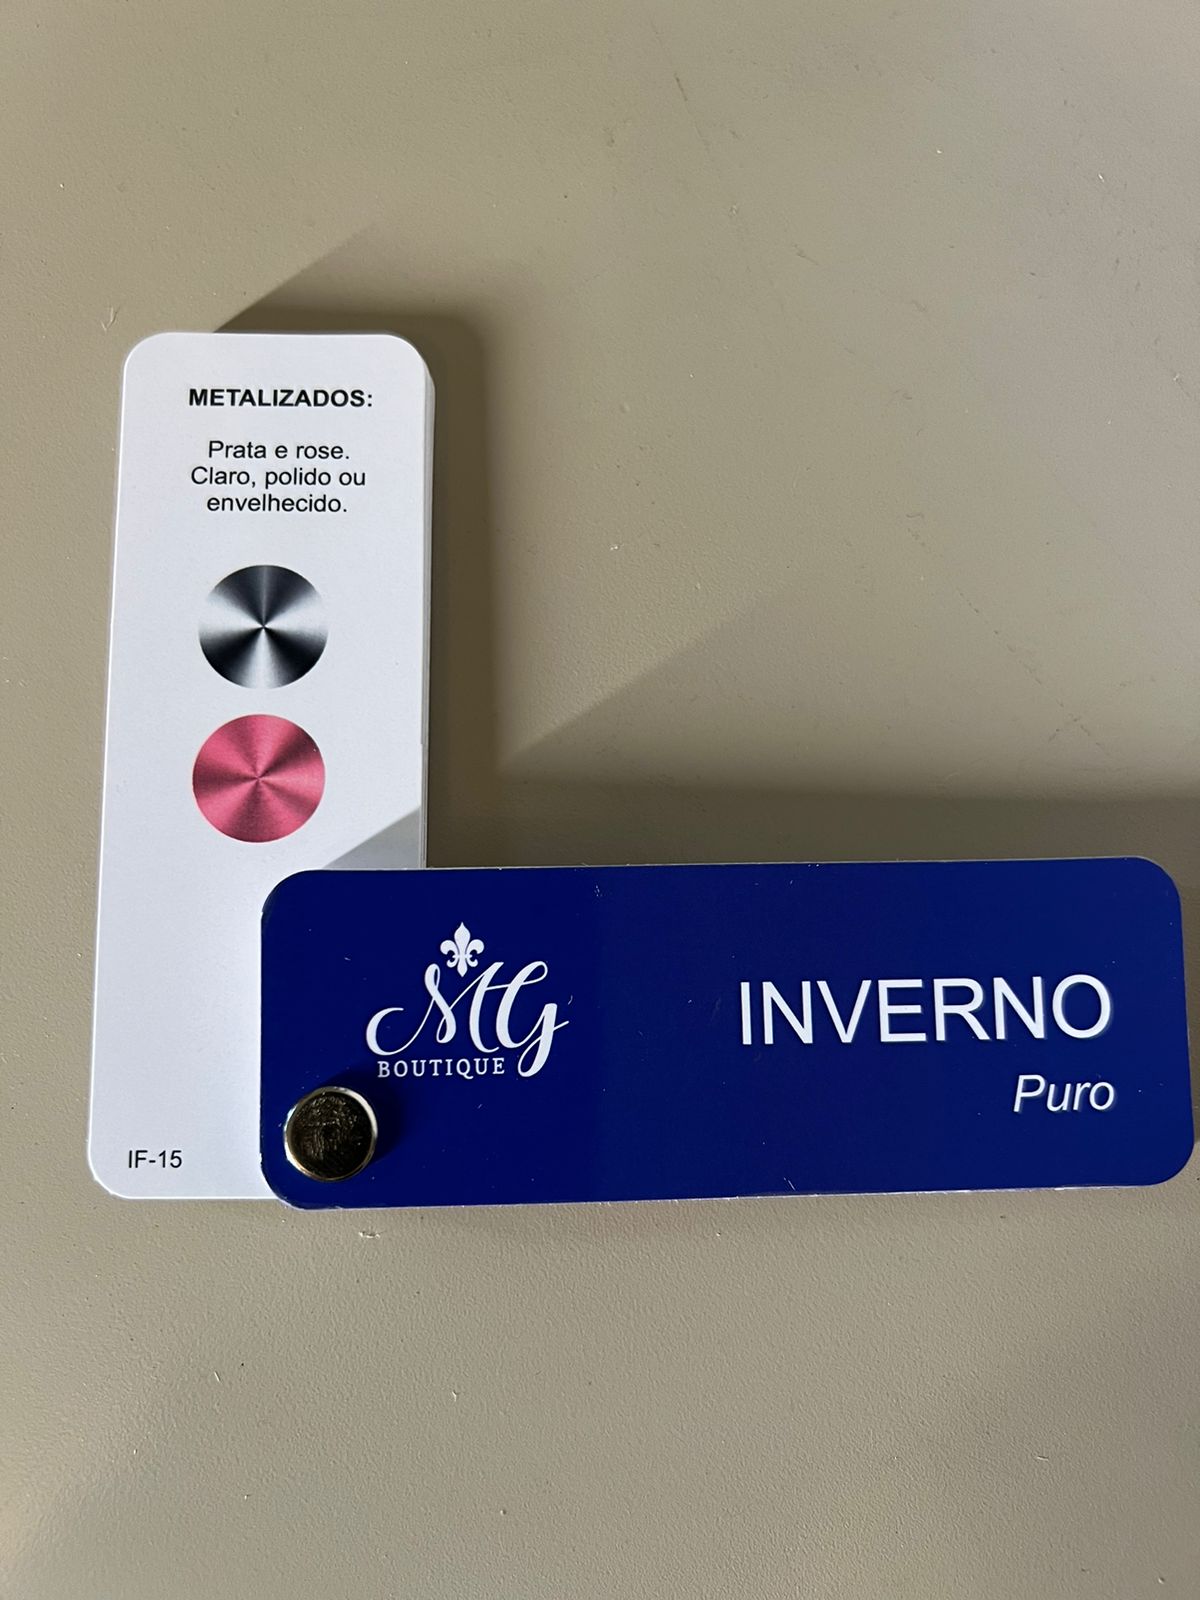 METALIZADOS:
Prata e rose.
Claro, polido ou
envelhecido.
IF-15
MG
BOUTIQUE
INVERNO
Puro